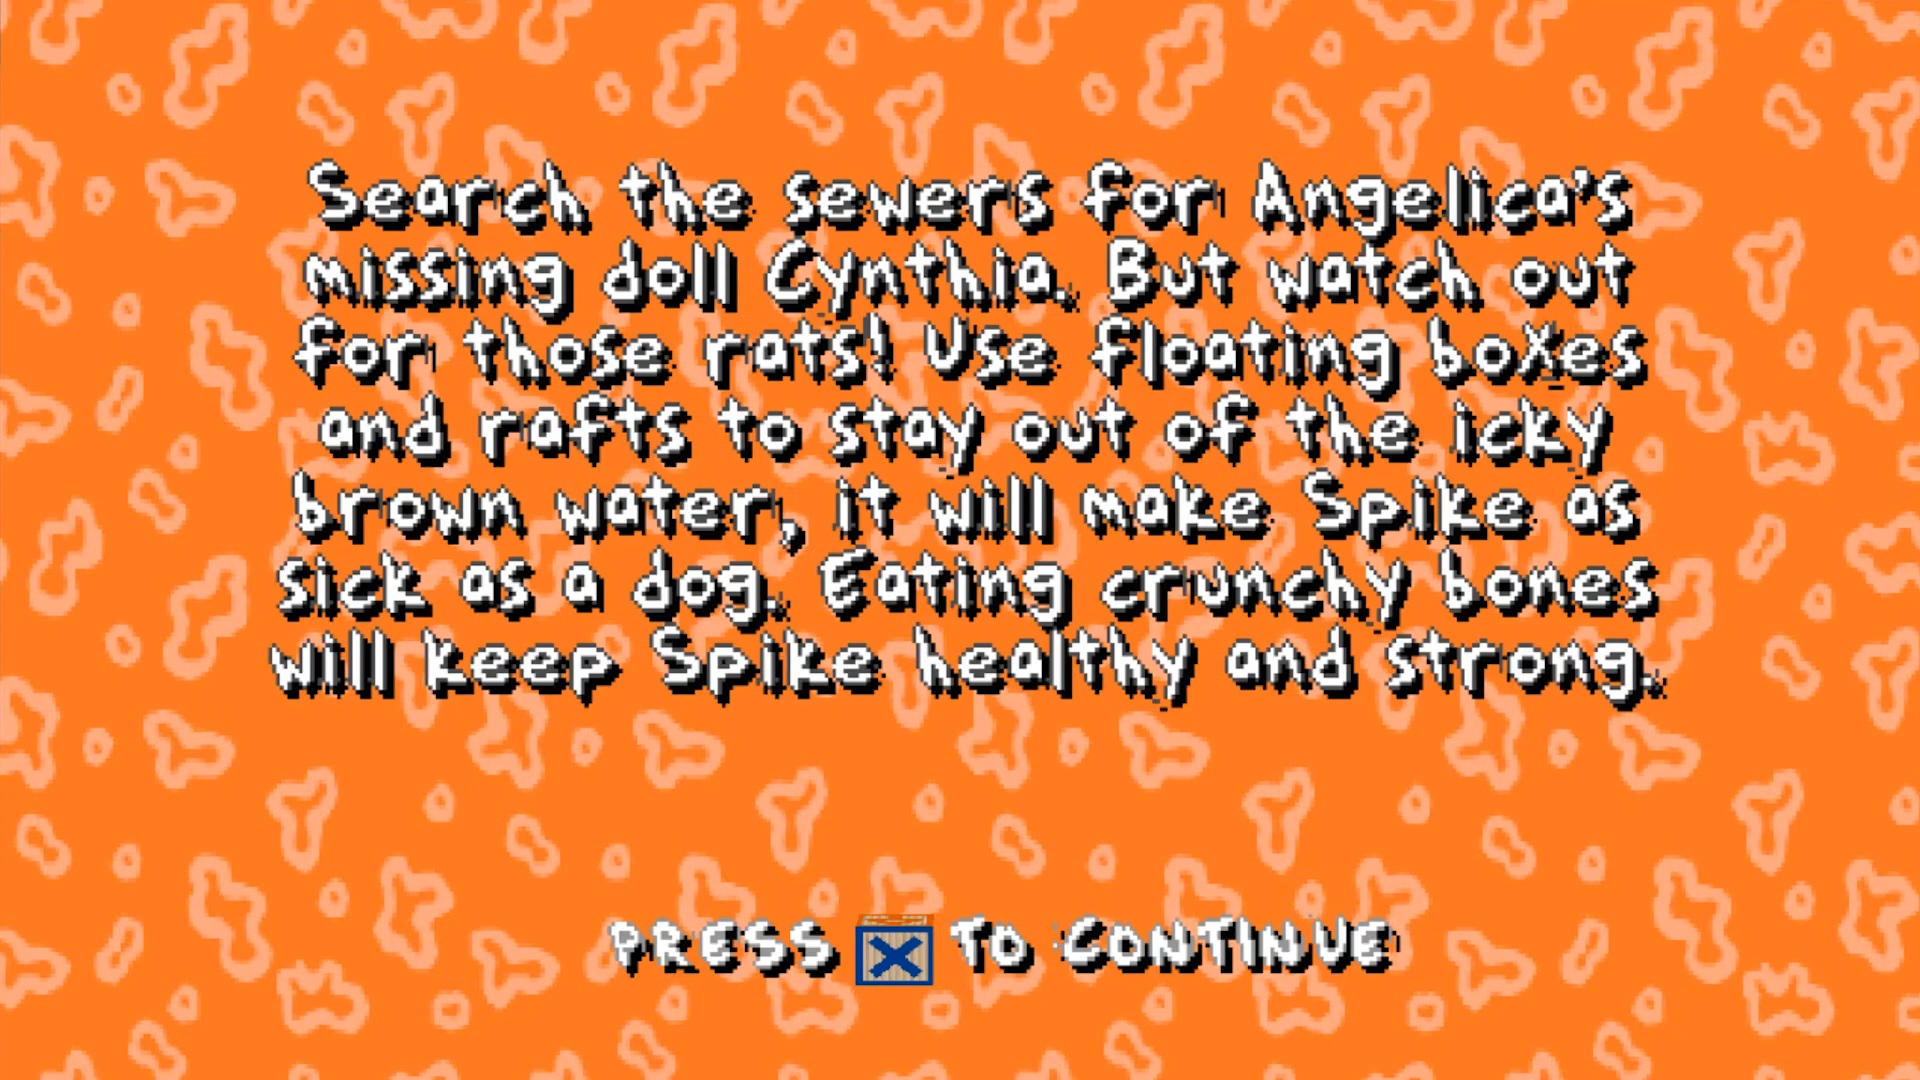 Search the sewers for Angelica's
missing doll Cynthia. But watch out
for those rats! Use floating boxes
and rafts to stay out of the icky
brown water, it will make Spike as
sick as a dog. Eating crunchy bones
will keep Spike healthy and strong.
PRESS X TO CONTINUE